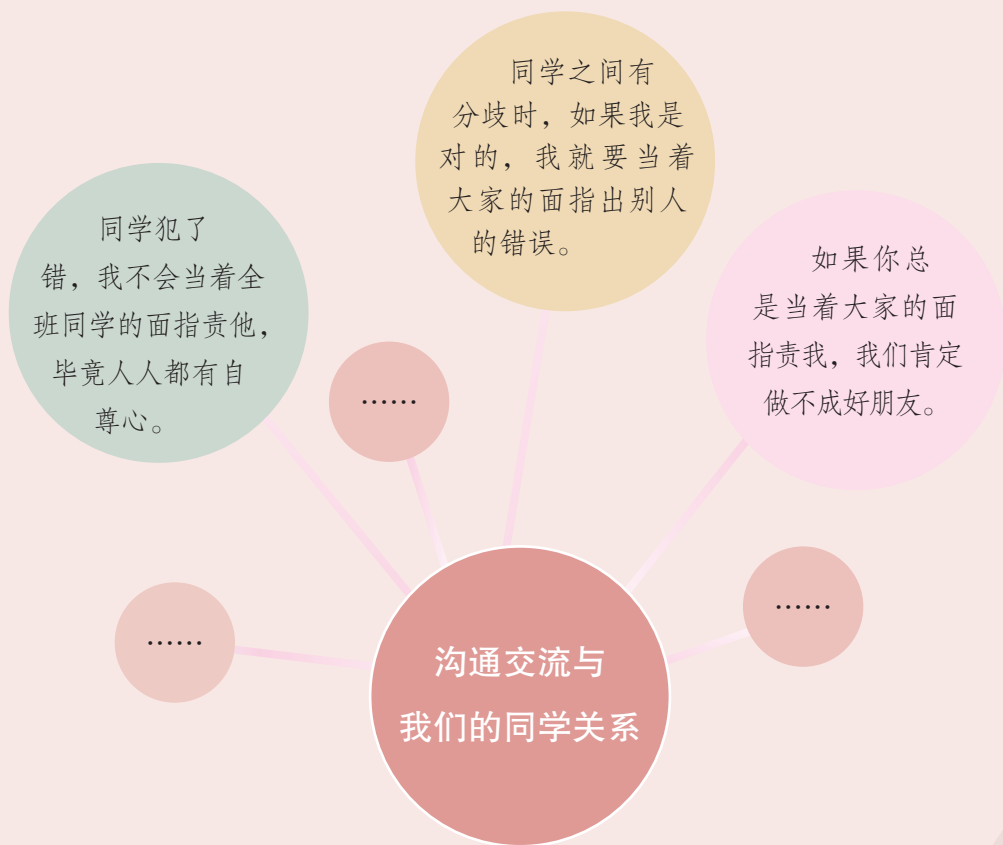 同学之间有
分歧时，如果我是
对的，我就要当着
大家的面指出别人
的错误。
同学犯了
错，我不会当着全
班同学的面指责他，
毕竟人人都有自
尊心。
如果你总
是当着大家的面
指责我，我们肯定
做不成好朋友。
……
……
……
沟通交流与
我们的同学关系